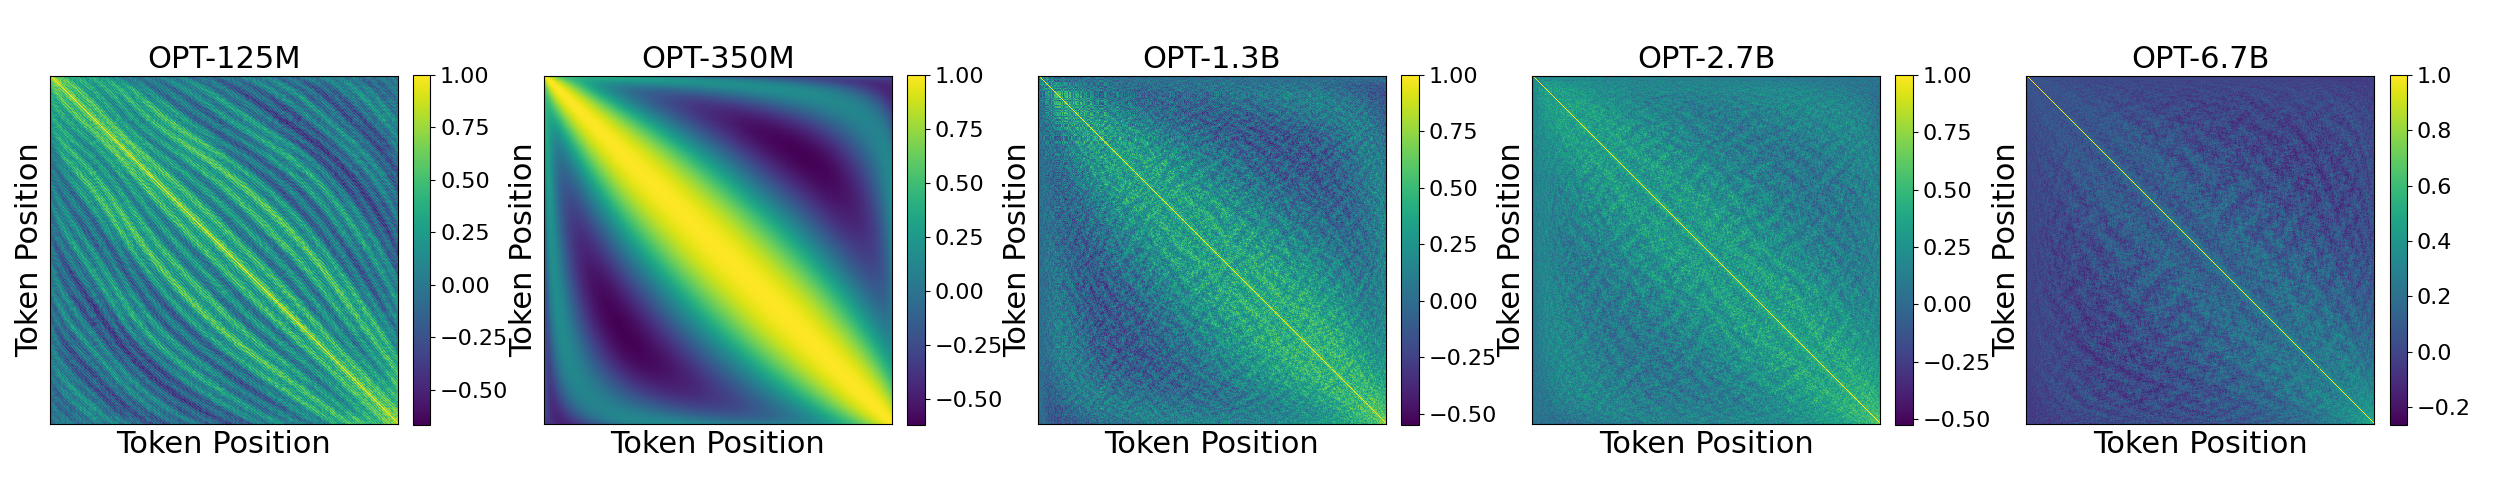 OPT-125M
Token Position
Token Position
1.00
0.75
0.50
0.25
0.00
−0.25
−0.50
OPT-350M
Token Position
Token Position
1.00
0.75
0.50
0.25
0.00
−0.25
−0.50
OPT-1.3B
Token Position
Token Position
1.00
0.75
0.50
0.25
0.00
−0.25
−0.50
OPT-2.7B
Token Position
Token Position
1.00
0.75
0.50
0.25
0.00
−0.25
−0.50
OPT-6.7B
Token Position
Token Position
1.0
0.8
0.6
0.4
0.2
0.0
−0.2